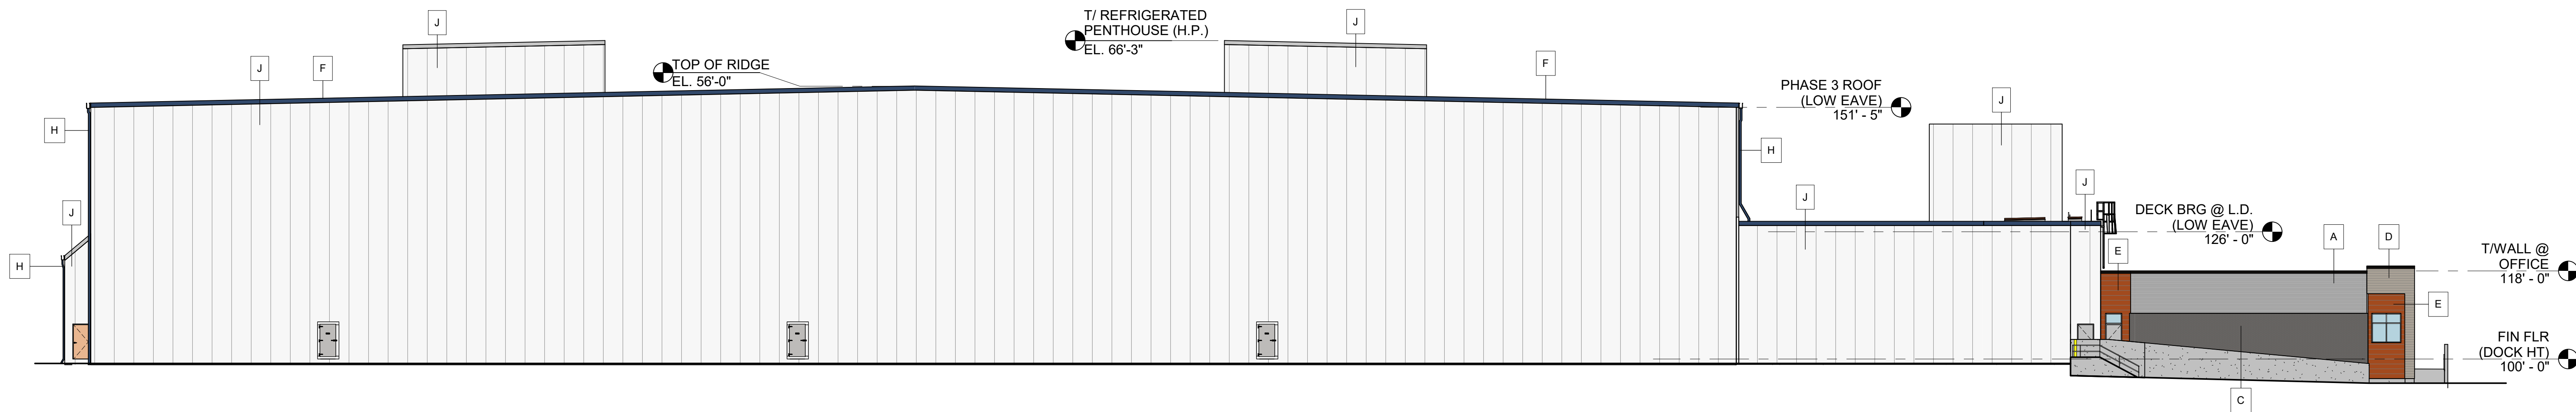 J
T/ REFRIGERATED
PENTHOUSE (H.P.)
EL. 66'-3"
J
J
F
TOP OF RIDGE
EL. 56'-0"
F
PHASE 3 ROOF
(LOW EAVE)
151' - 5"
J
H
H
J
J
J
DECK BRG @ L.D.
(LOW EAVE)
126' - 0"
E
A
D
T/WALL @
OFFICE
118' - 0"
H
E
FIN FLR
(DOCK HT)
100' - 0"
C